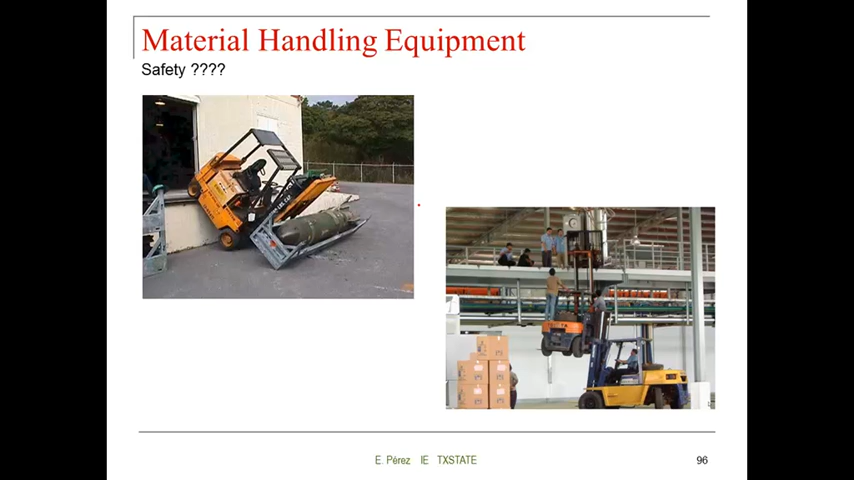 Material Handling Equipment
Safety ????
E. Pérez IE TXSTATE
96